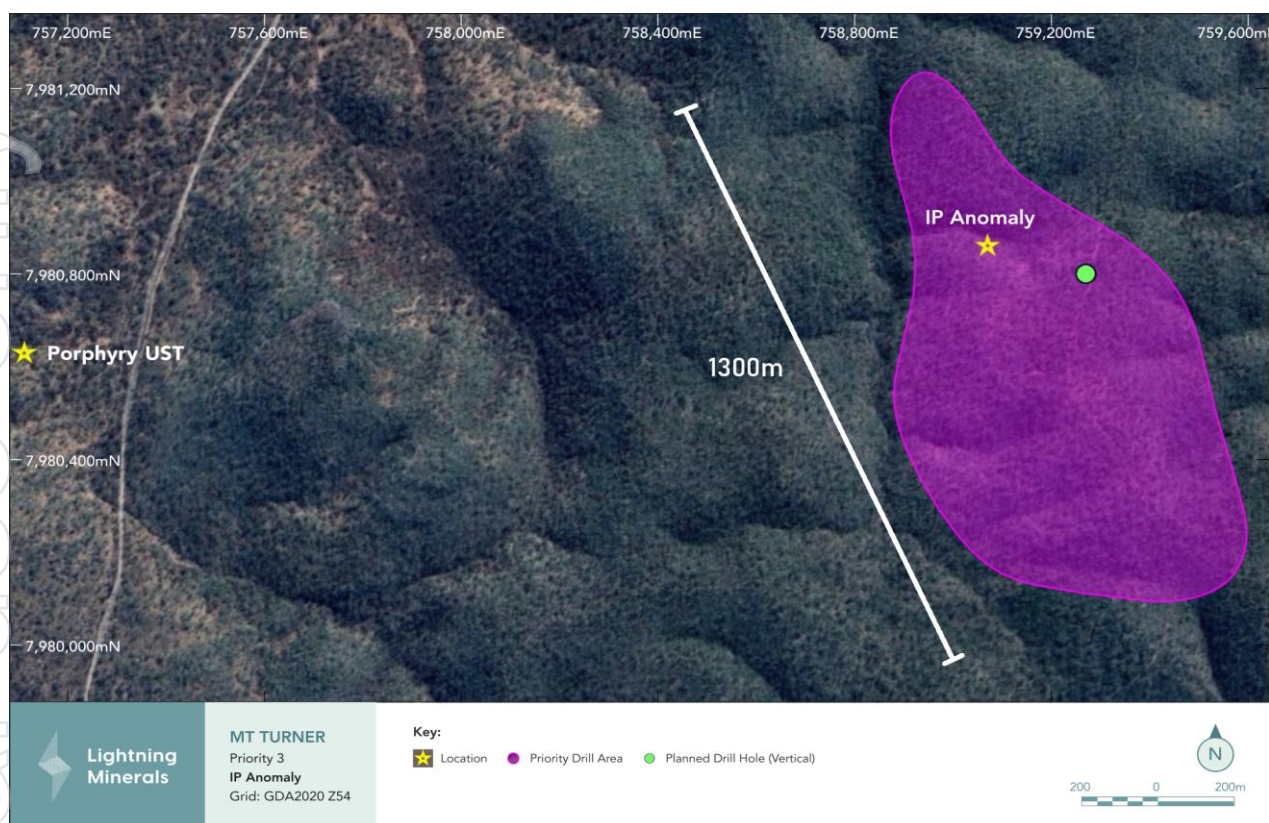 757,200mE 757,600mE 758,000mE 758,400mE 758,800mE 759,200mE 759,600mE
7,981,200mN
IP Anomaly
7,980,800mN
Porphyry UST
1300m
7,980,400mN
7,980,000mN
Lightning
Minerals
MT TURNER
Priority 3
IP Anomaly
Grid: GDA2020 Z54
Key:
Location Priority Drill Area Planned Drill Hole (Vertical)
N
200 0 200m